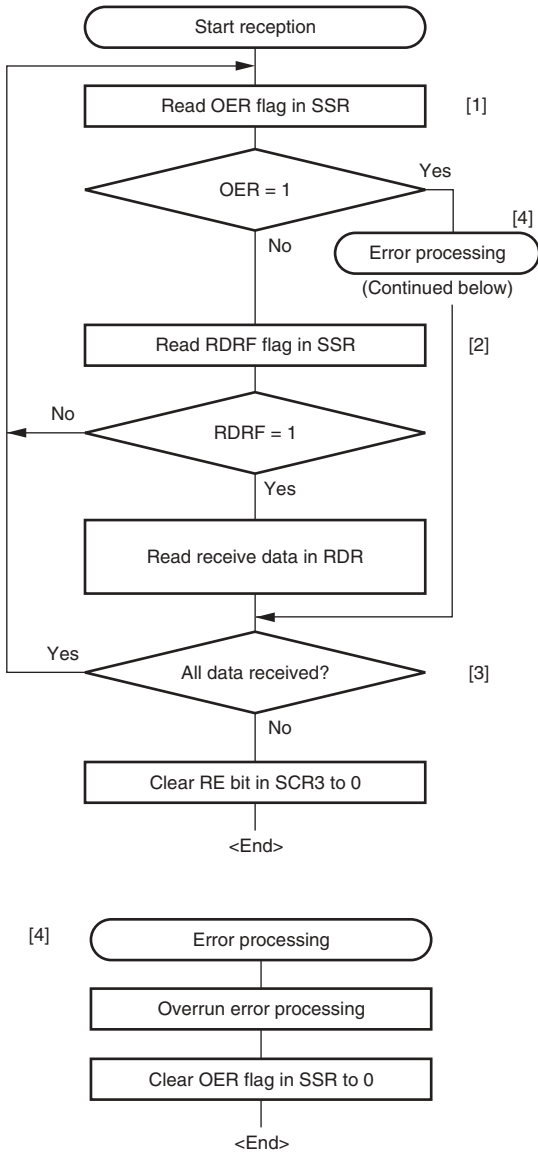 Start reception
Read OER flag in SSR
[1]
OER = 1
Yes
No
[4]
Error processing
(Continued below)
Read RDRF flag in SSR
[2]
No
RDRF = 1
Yes
Read receive data in RDR
Yes
All data received?
[3]
No
Clear RE bit in SCR3 to 0
<End>
[4]
Error processing
Overrun error processing
Clear OER flag in SSR to 0
<End>